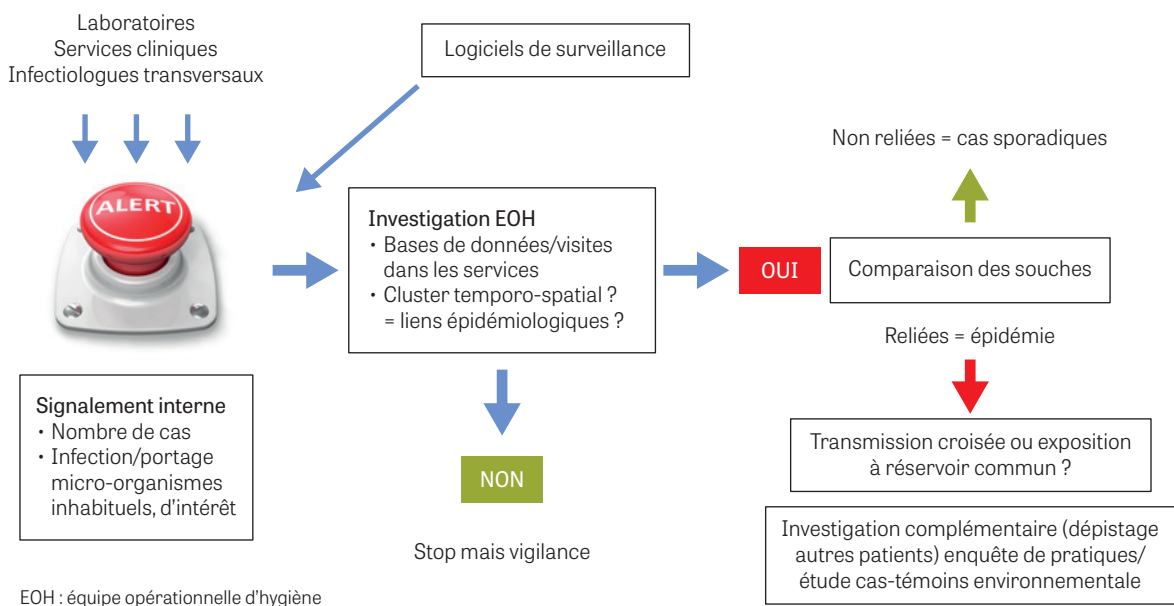 Laboratoires
Services cliniques
Infectiologues transversaux
Logiciels de surveillance
ALERT
Signalement interne
• Nombre de cas
• Infection/portage
micro-organismes
inhabituels, d'intérêt
Investigation EOH
• Bases de données/visites
dans les services
• Cluster temporo-spatial ?
= liens épidémiologiques ?
NON
Stop mais vigilance
OUI
Non reliées = cas sporadiques
Comparaison des souches
Reliées = épidémie
Transmission croisée ou exposition
à réservoir commun ?
Investigation complémentaire (dépistage
autres patients) enquête de pratiques/
étude cas-témoins environnementale
EOH : équipe opérationnelle d'hygiène